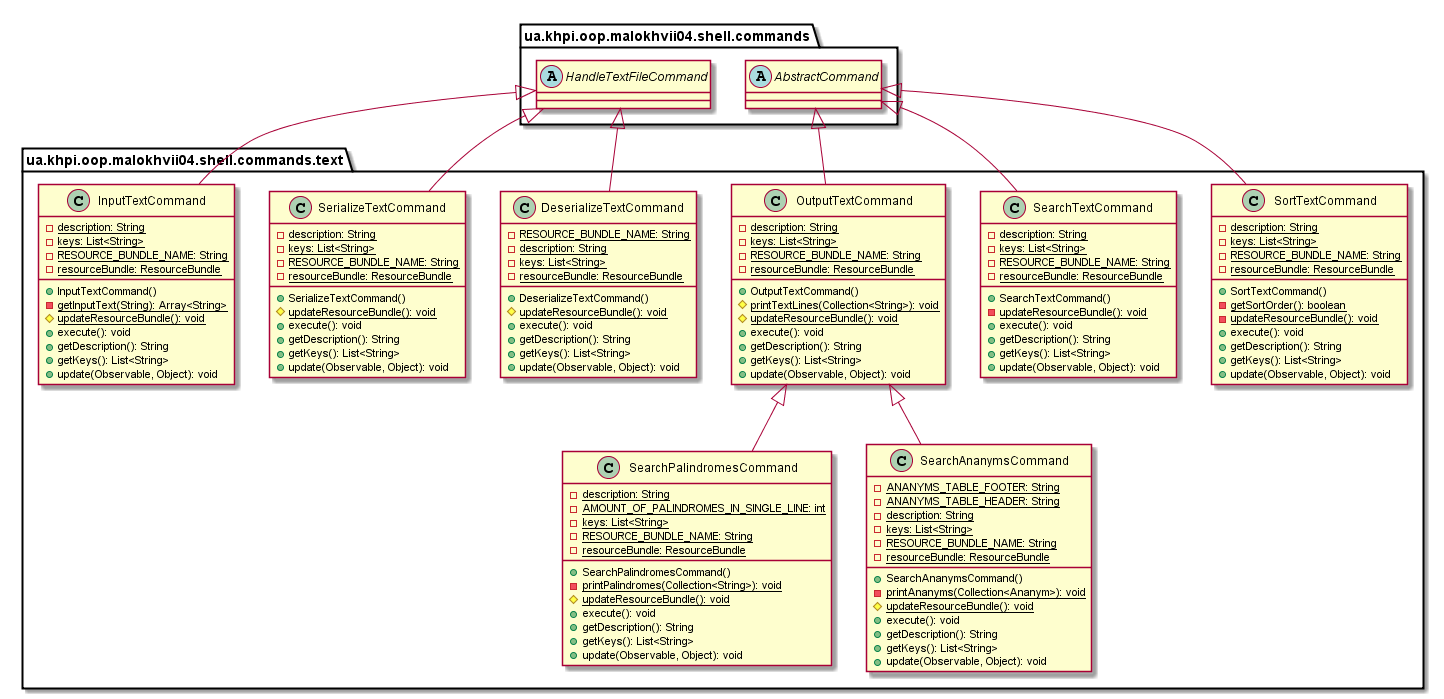 ua.khpi.oop.malokhvii04.shell.commands
A HandleTextFileCommand
A AbstractCommand
ua.khpi.oop.malokhvii04.shell.commands.text
C InputTextCommand
description: String
keys: List<String>
RESOURCE_BUNDLE_NAME: String
resourceBundle: ResourceBundle
InputTextCommand()
getInputText(String): Array<String>
updateResourceBundle(): void
execute(): void
getDescription(): String
getKeys(): List<String>
update(Observable, Object): void
C SerializeTextCommand
description: String
keys: List<String>
RESOURCE_BUNDLE_NAME: String
resourceBundle: ResourceBundle
SerializeTextCommand()
updateResourceBundle(): void
execute(): void
getDescription(): String
getKeys(): List<String>
update(Observable, Object): void
C DeserializeTextCommand
RESOURCE_BUNDLE_NAME: String
description: String
keys: List<String>
resourceBundle: ResourceBundle
DeserializeTextCommand()
updateResourceBundle(): void
execute(): void
getDescription(): String
getKeys(): List<String>
update(Observable, Object): void
C OutputTextCommand
description: String
keys: List<String>
RESOURCE_BUNDLE_NAME: String
resourceBundle: ResourceBundle
OutputTextCommand()
printTextLines(Collection<String>): void
updateResourceBundle(): void
execute(): void
getDescription(): String
getKeys(): List<String>
update(Observable, Object): void
C SearchTextCommand
description: String
keys: List<String>
RESOURCE_BUNDLE_NAME: String
resourceBundle: ResourceBundle
SearchTextCommand()
updateResourceBundle(): void
execute(): void
getDescription(): String
getKeys(): List<String>
update(Observable, Object): void
C SortTextCommand
description: String
keys: List<String>
RESOURCE_BUNDLE_NAME: String
resourceBundle: ResourceBundle
SortTextCommand()
getSortOrder(): boolean
updateResourceBundle(): void
execute(): void
getDescription(): String
getKeys(): List<String>
update(Observable, Object): void
C SearchPalindromesCommand
description: String
AMOUNT_OF_PALINDROMES_IN_SINGLE_LINE: int
keys: List<String>
RESOURCE_BUNDLE_NAME: String
resourceBundle: ResourceBundle
SearchPalindromesCommand()
printPalindromes(Collection<String>): void
updateResourceBundle(): void
execute(): void
getDescription(): String
getKeys(): List<String>
update(Observable, Object): void
C SearchAnanymsCommand
ANANYMS_TABLE_FOOTER: String
ANANYMS_TABLE_HEADER: String
description: String
keys: List<String>
RESOURCE_BUNDLE_NAME: String
resourceBundle: ResourceBundle
SearchAnanymsCommand()
printAnanyms(Collection<Ananym>): void
updateResourceBundle(): void
execute(): void
getDescription(): String
getKeys(): List<String>
update(Observable, Object): void